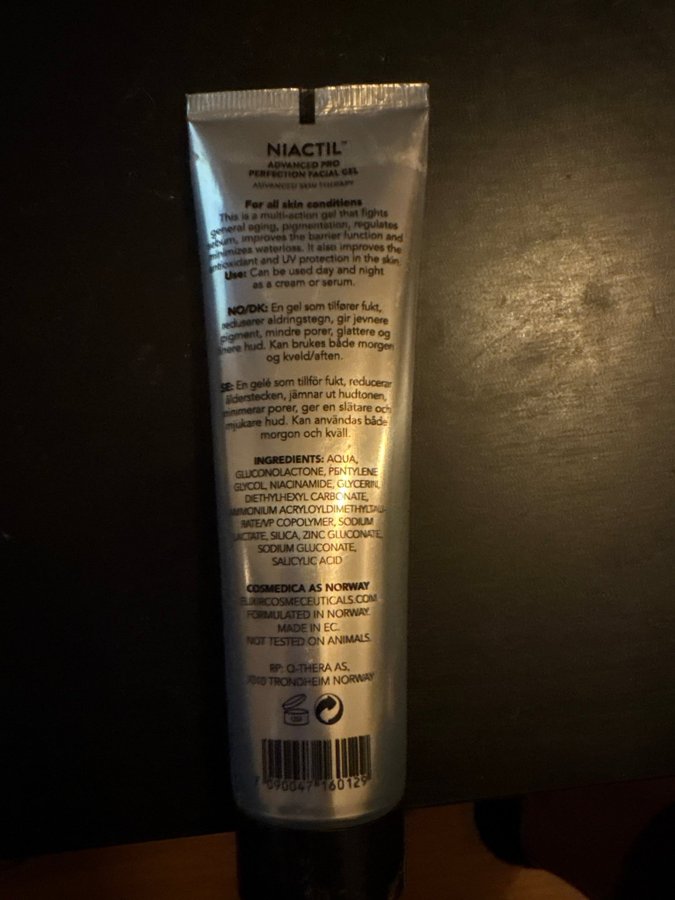 NIACTIL™
ADVANCED PRO
PERFECTION FACIAL GEL
ADVANCED SKIN THERAPY
For all skin conditions
This is a multi-action gel that fights
general aging, pigmentation, regulates
sebum, improves the barrier function and
minimizes waterloss. It also improves the
antioxidant and UV protection in the skin.
Use: Can be used day and night
as a cream or serum.
NO/DK: En gel som tilfører fukt,
reduserer aldringstegn, gir jevnere
pigment, mindre porer, glattere og
finere hud. Kan brukes både morgen
og kveld/aften.
SE: En gelé som tillför fukt, reducerar
ålderstecken, jämnar ut hudtonen,
minimerar porer, ger en slätare och
mjukare hud. Kan användas både
morgon och kväll.
INGREDIENTS: AQUA,
GLUCONOLACTONE, PENTYLENE
GLYCOL, NIACINAMIDE, GLYCERIN,
DIETHYLHEXYL CARBONATE,
AMMONIUM ACRYLOYLDIMETHYLTAU-
RATE/VP COPOLYMER, SODIUM
LACTATE, SILICA, ZINC GLUCONATE,
SODIUM GLUCONATE,
SALICYLIC ACID
COSMEDICA AS NORWAY
ELIXIRCOSMECEUTICALS.COM
FORMULATED IN NORWAY.
MADE IN EC.
NOT TESTED ON ANIMALS.
RP: Q-THERA AS,
TRONDHEIM NORWAY
12M
7 090047 160129